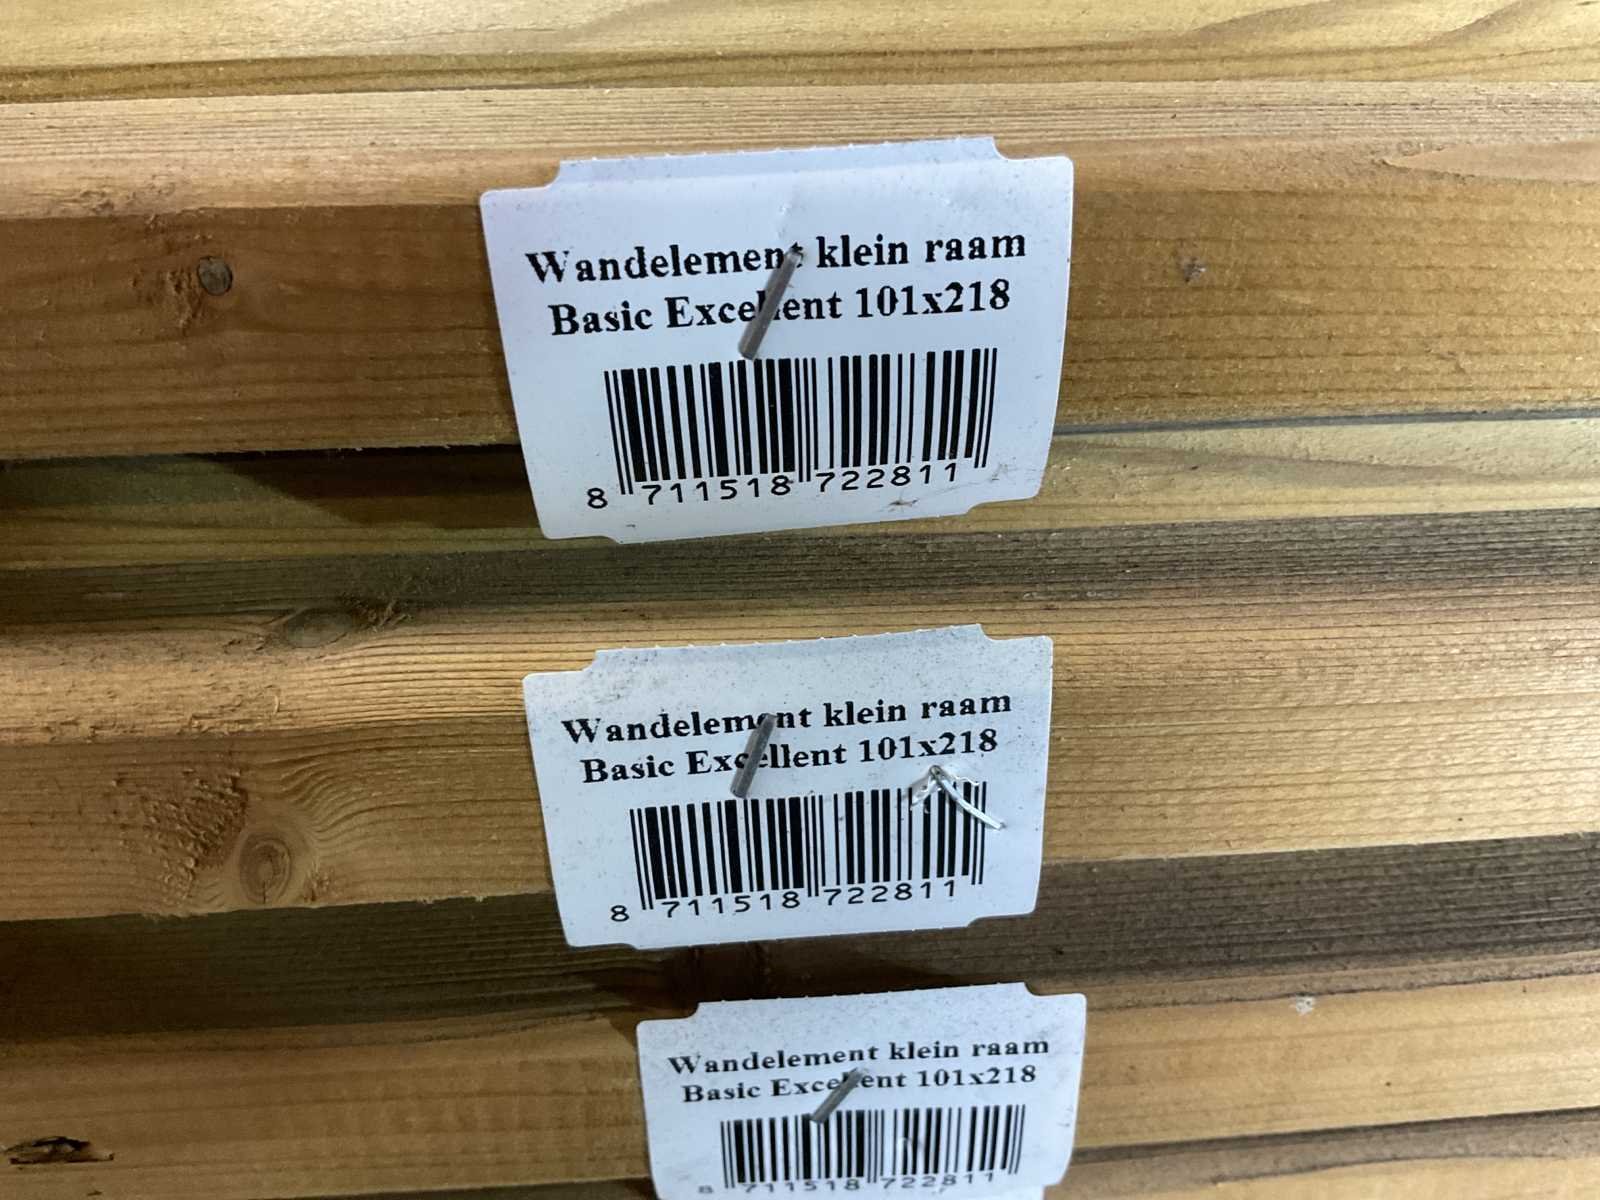 Wandelement klein raam
Basic Excellent 101x218
8 711518 722811
Wandelement klein raam
Basic Excellent 101x218
8 711518 722811
Wandelement klein raam
Basic Excellent 101x218
8 711518 722811